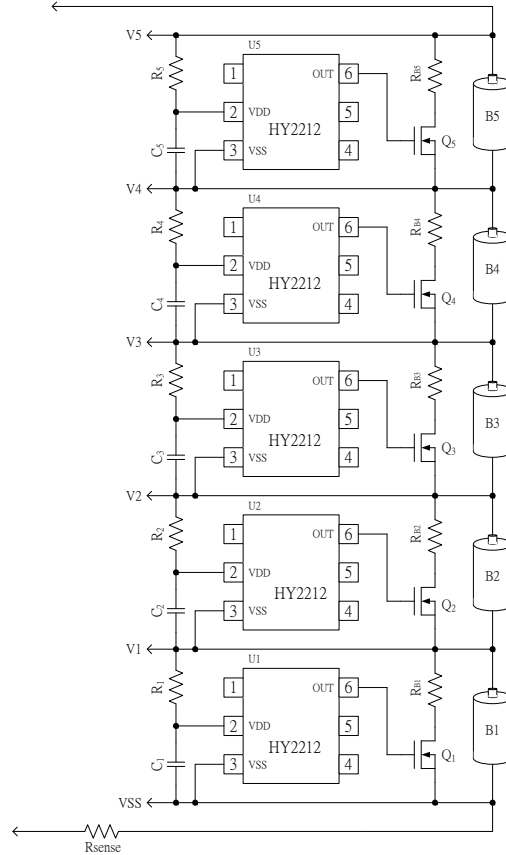 V5
U5
R5
1
OUT
6
RB5
2
VDD
5
HY2212
C5
3
VSS
4
Q5
B5
V4
U4
R4
1
OUT
6
RB4
2
VDD
5
HY2212
C4
3
VSS
4
Q4
B4
V3
U3
R3
1
OUT
6
RB3
2
VDD
5
HY2212
C3
3
VSS
4
Q3
B3
V2
U2
R2
1
OUT
6
RB2
2
VDD
5
HY2212
C2
3
VSS
4
Q2
B2
V1
U1
R1
1
OUT
6
RB1
2
VDD
5
HY2212
C1
3
VSS
4
Q1
B1
VSS
Rsense